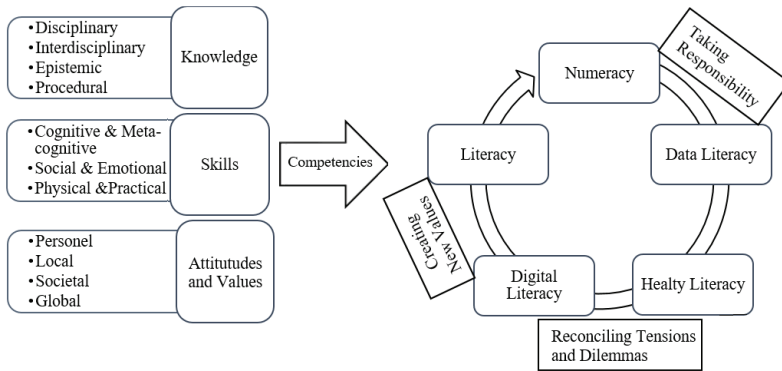 • Disciplinary
• Interdisciplinary
• Epistemic
• Procedural
Knowledge
• Cognitive & Meta-
cognitive
• Social & Emotional
• Physical &Practical
Skills
• Personel
• Local
• Societal
• Global
Attitutudes
and Values
Competencies
Numeracy
Taking
Responsibility
Data Literacy
Healty Literacy
Reconciling Tensions
and Dilemmas
Digital
Literacy
Creating
New Values
Literacy